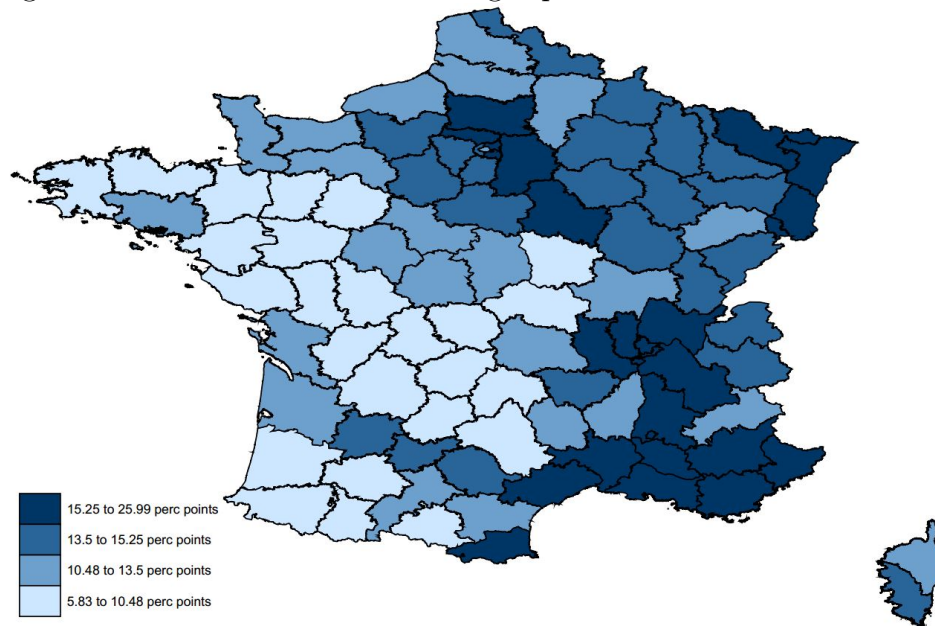 15.25 to 25.99 perc points
13.5 to 15.25 perc points
10.48 to 13.5 perc points
5.83 to 10.48 perc points